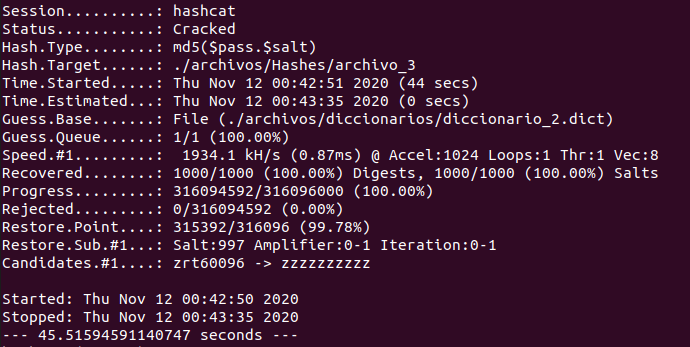 Session..........: hashcat
Status...........: Cracked
Hash.Type........: md5($pass.$salt)
Hash.Target......: ./archivos/Hashes/archivo_3
Time.Started.....: Thu Nov 12 00:42:51 2020 (44 secs)
Time.Estimated...: Thu Nov 12 00:43:35 2020 (0 secs)
Guess.Base.......: File (./archivos/diccionarios/diccionario_2.dict)
Guess.Queue......: 1/1 (100.00%)
Speed.#1.........:  1934.1 kH/s (0.87ms) @ Accel:1024 Loops:1 Thr:1 Vec:8
Recovered........: 1000/1000 (100.00%) Digests, 1000/1000 (100.00%) Salts
Progress.........: 316094592/316096000 (100.00%)
Rejected.........: 0/316094592 (0.00%)
Restore.Point....: 315392/316096 (99.78%)
Restore.Sub.#1...: Salt:997 Amplifier:0-1 Iteration:0-1
Candidates.#1....: zrt60096 -> zzzzzzzzzz
Started: Thu Nov 12 00:42:50 2020
Stopped: Thu Nov 12 00:43:35 2020
--- 45.51594591140747 seconds ---